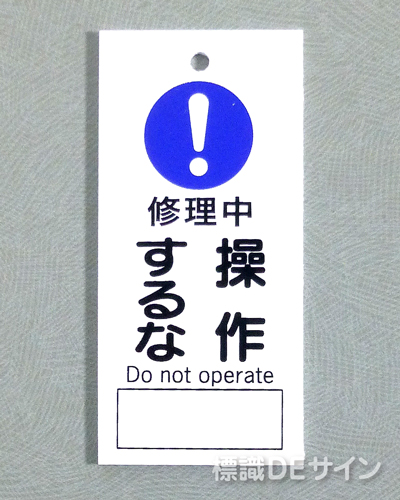 修理中
操作
するな
Do not operate
標識DEサイン